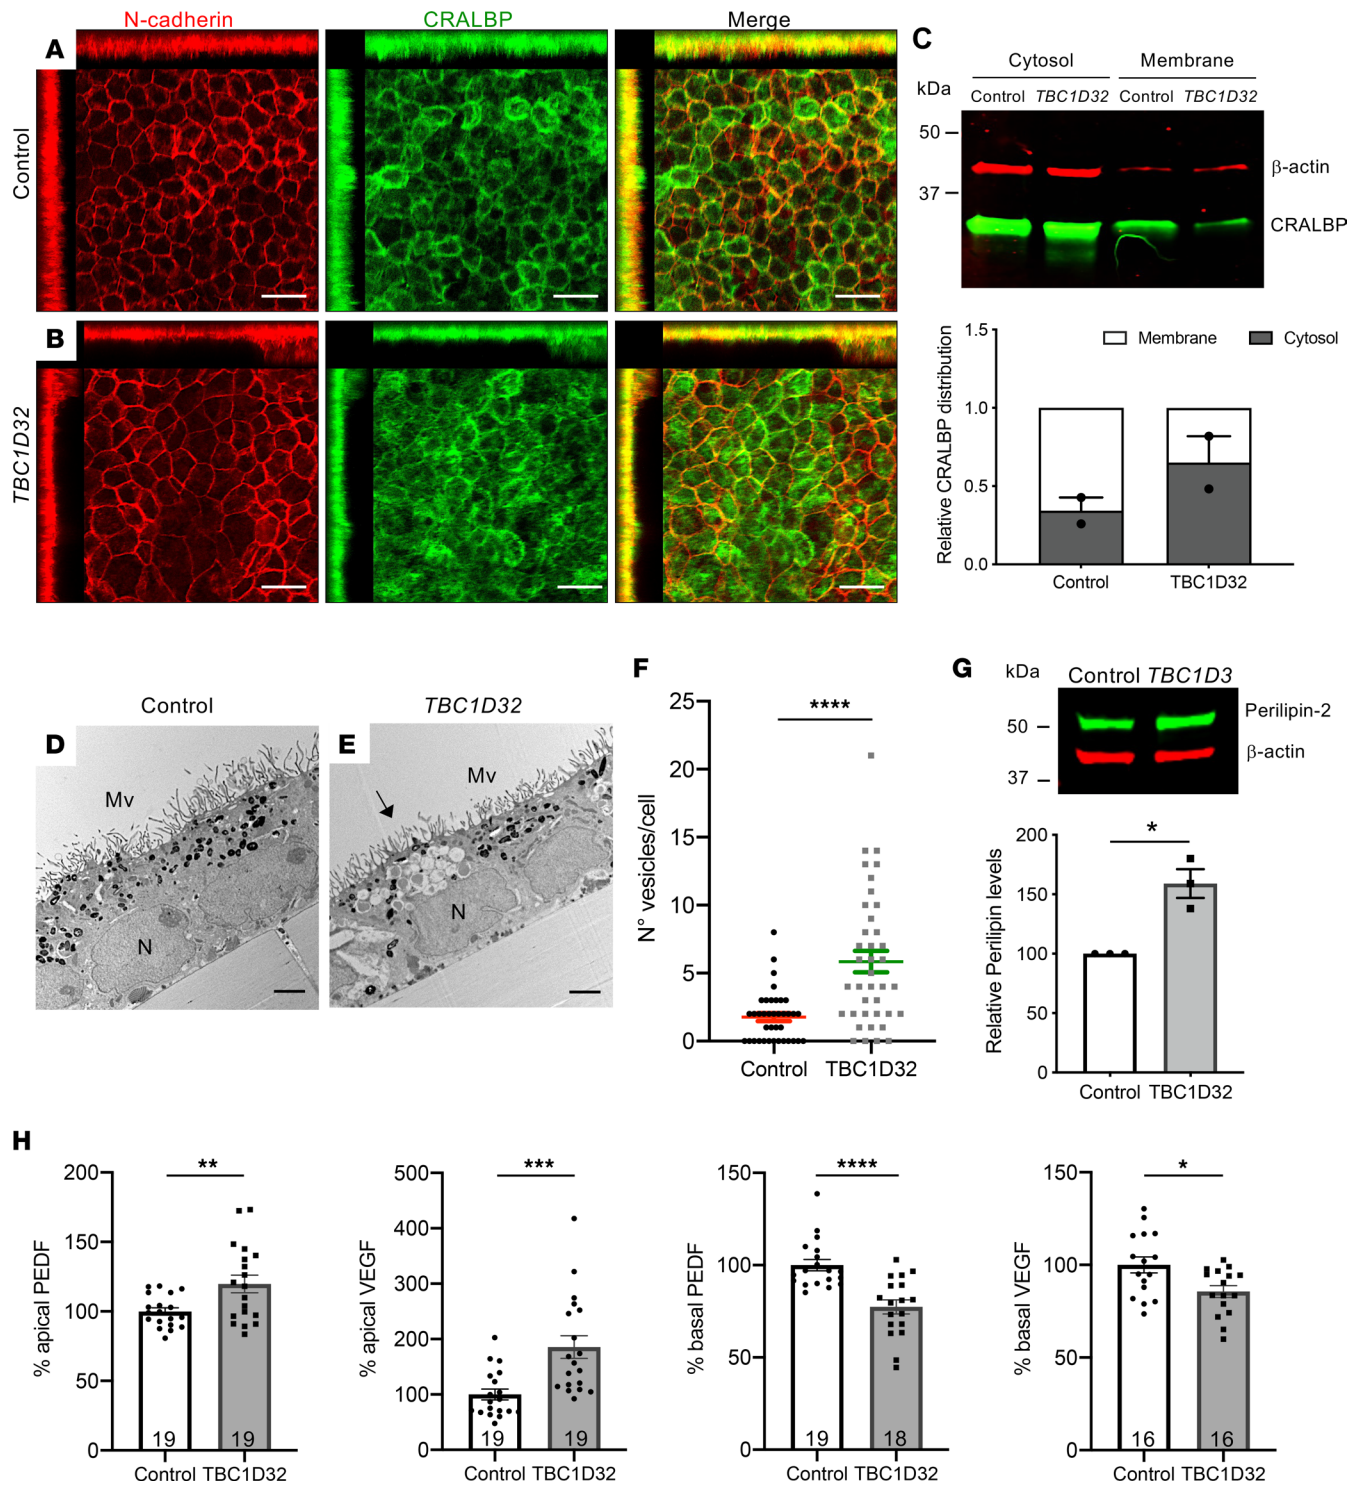 N-cadherin CRALBP Merge
A
Control
B
TBC1D32
C
Cytosol Membrane
kDa
Control TBC1D32 Control TBC1D32
50
β-actin
37
CRALBP
Relative CRALBP distribution
1.5
1.0
0.5
0.0
Membrane Cytosol
Control TBC1D32
Control TBC1D32
D
Mv
N
E
Mv
N
F
N° vesicles/cell
25
20
15
10
5
0
****
Control TBC1D32
G
kDa
Control TBC1D3
50
Perilipin-2
β-actin
37
Relative Perilipin levels
200
150
100
50
0
*
Control TBC1D32
H
% apical PEDF
200
150
100
50
0
**
19 19
Control TBC1D32
% apical VEGF
500
400
300
200
100
0
***
19 19
Control TBC1D32
% basal PEDF
150
100
50
0
****
19 18
Control TBC1D32
% basal VEGF
150
100
50
0
*
16 16
Control TBC1D32